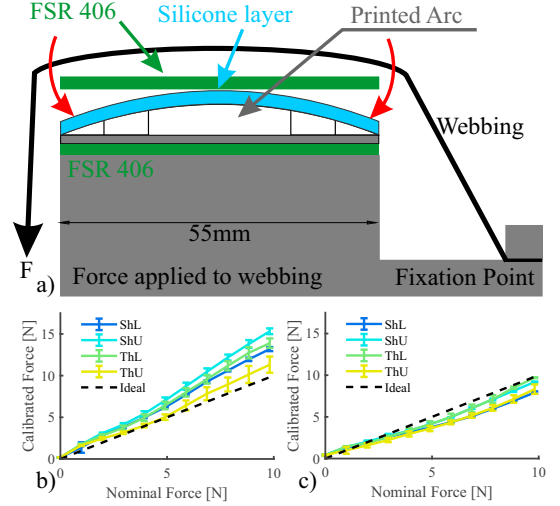 FSR 406
Silicone layer
Printed Arc
Webbing
FSR 406
55mm
F
a)
Force applied to webbing
Fixation Point
Calibrated Force [N]
15
10
5
0
ShL
ShU
ThL
ThU
Ideal
0
5
10
b)
Nominal Force [N]
Calibrated Force [N]
15
10
5
0
ShL
ShU
ThL
ThU
Ideal
0
5
10
c)
Nominal Force [N]